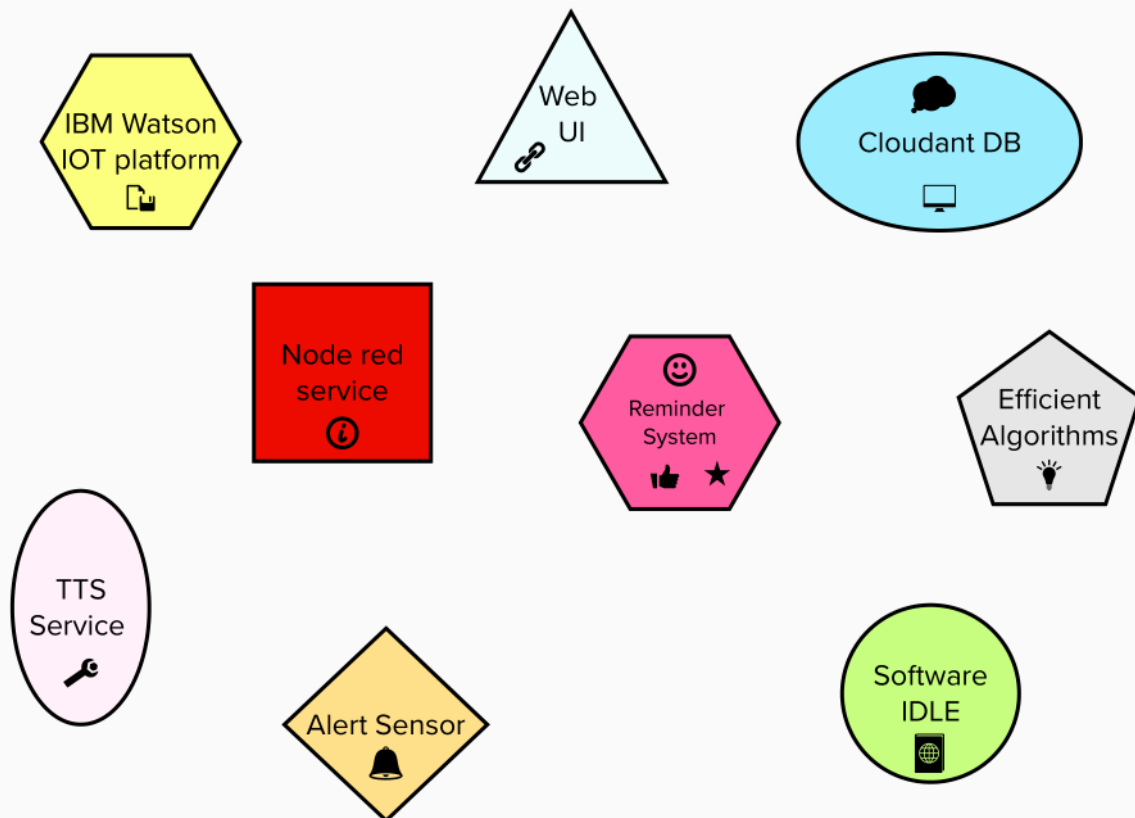 Web
UI
IBM Watson
IOT platform
Cloudant DB
Node red
service
Reminder
System
Efficient
Algorithms
TTS
Service
Alert Sensor
Software
IDLE